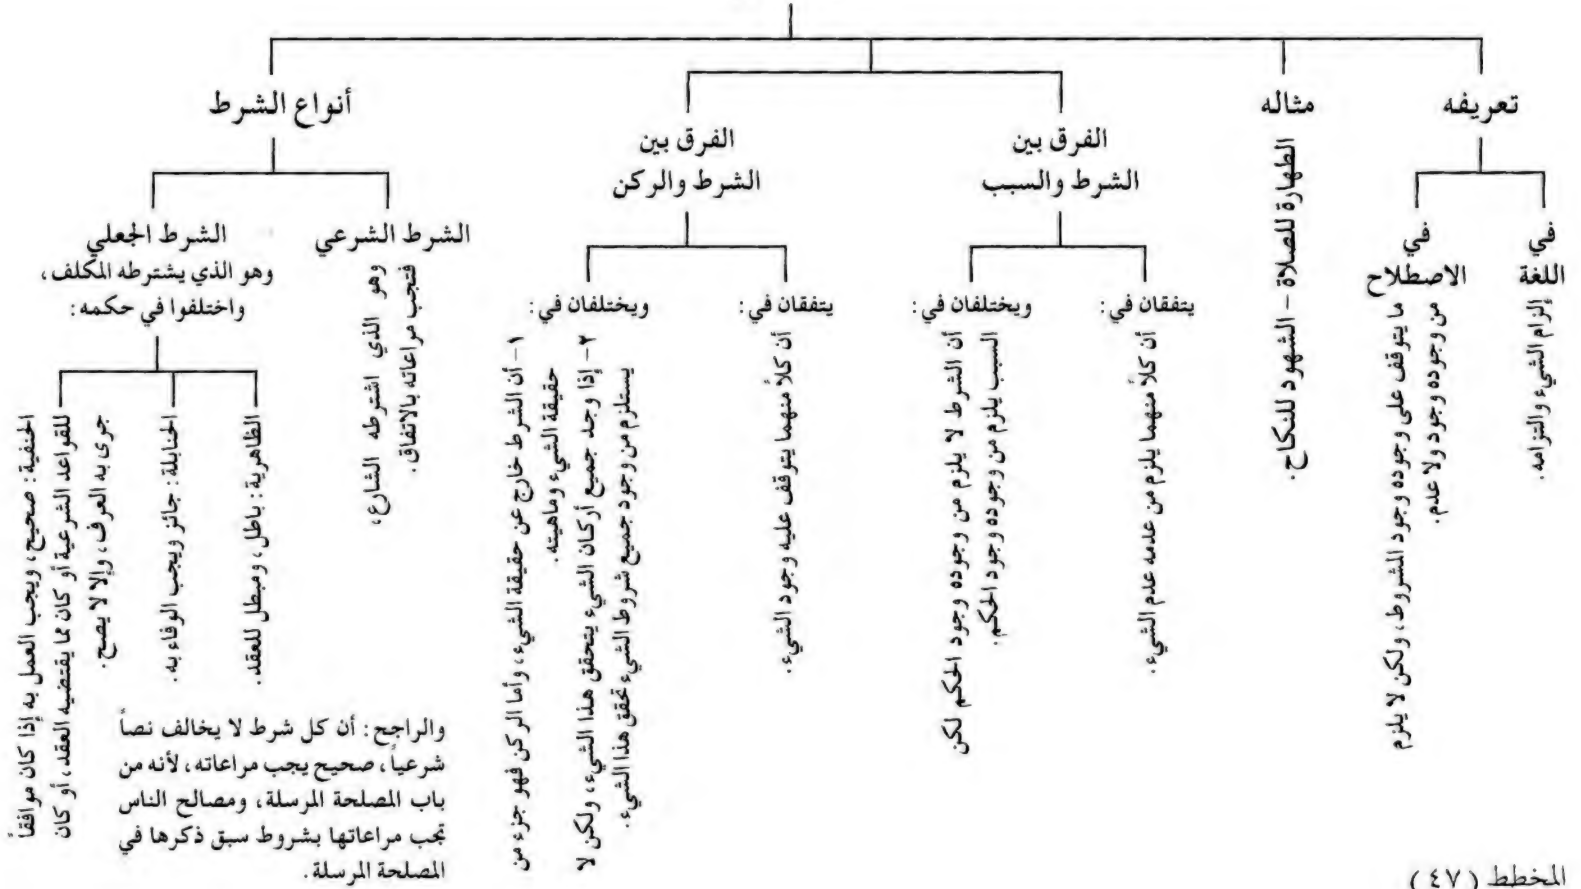 تعريفه
في
اللغة
إلزام الشيء والتزامه.
في
الاصطلاح
ما يتوقف على وجوده وجود المشروط، ولكن لا يلزم
من وجوده وجود ولا عدم.
مثاله
الطهارة للصلاة - الشهود للنكاح.
الفرق بين
الشرط والسبب
يتفقان في:
أن كلاً منهما يلزم من عدمه عدم الشيء.
ويختلفان في:
أن الشرط لا يلزم من وجوده وجود الحكم لكن
السبب يلزم من وجوده وجود الحكم.
الفرق بين
الشرط والركن
يتفقان في:
أن كلاً منهما يتوقف عليه وجود الشيء.
ويختلفان في:
١- أن الشرط خارج عن حقيقة الشيء، وأما الركن فهو جزء من
حقيقة الشيء وماهيته.
٢- إذا وجد جميع أركان الشيء يتحقق هذا الشيء، ولكن لا
يستلزم من وجود جميع شروط الشيء تحقق هذا الشيء.
أنواع الشرط
الشرط الشرعي
وهو الذي اشترطه الشارع،
فتجب مراعاته بالاتفاق.
الشرط الجعلي
وهو الذي يشترطه المكلف،
واختلفوا في حكمه:
الظاهرية: باطل، ومبطل للعقد.
الحنابلة: جائز ويجب الوفاء به.
الحنفية: صحيح، ويجب العمل به إذا كان موافقاً
للقراعد الشرعية أو كان مما يقتضيه العقد، أو كان
جرى به العرف، وإلا لا يصح.
والراجح: أن كل شرط لا يخالف نصاً
شرعياً، صحيح يجب مراعاته، لأنه من
باب المصلحة المرسلة، ومصالح الناس
تجب مراعاتها بشروط سبق ذكرها في
المصلحة المرسلة.
المخطط (٤٧)